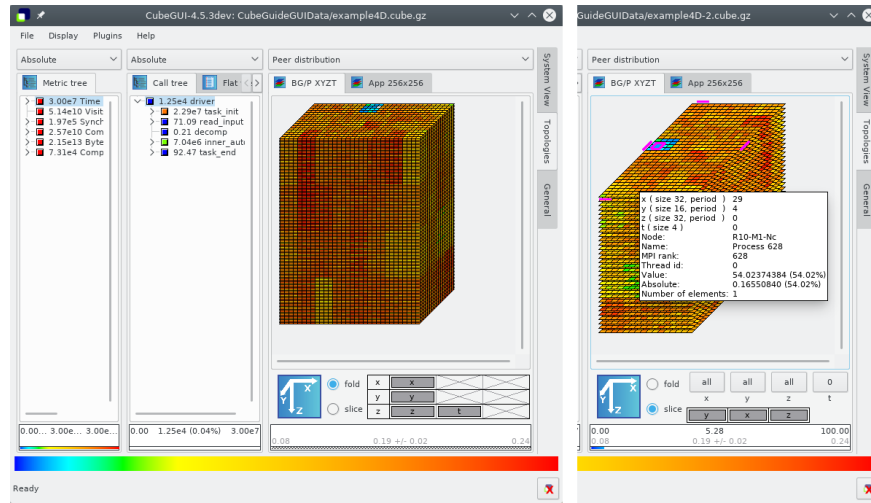 CubeGUI-4.5.3dev: CubeGuideGUIData/example4D.cube.gz
File Display Plugins Help
Absolute
Absolute
Peer distribution
Metric tree
Call tree
Flat
BG/P XYZT
App 256x256
3.00e7 Time
5.14e10 Visit
1.97e5 Synch
2.57e10 Com
2.15e13 Byte
7.31e4 Comp
1.25e4 driver
2.29e7 task_init
71.09 read_input
0.21 decomp
7.04e6 inner_aut
92.47 task_end
System View
Topologies
General
X
Y
Z
fold
slice
x x
y y
z z t
0.00... 3.00e... 3.00e...
0.00 1.25e4 (0.04%) 3.00e7
0.08 0.19 +/- 0.02 0.24
Ready
GuideGUIData/example4D-2.cube.gz
Peer distribution
BG/P XYZT
App 256x256
x ( size 32, period ) 29
y ( size 16, period ) 4
z ( size 32, period ) 0
t ( size 4 ) 0
Node: R10-M1-Nc
Name: Process 628
MPI rank: 628
Thread id: 0
Value: 54.02374384 (54.02%)
Absolute: 0.16550840 (54.02%)
Number of elements: 1
System View
Topologies
General
X
Y
Z
fold
slice
all all all 0
x y z t
y x z
0.00 5.28 100.00
0.08 0.19 +/- 0.02 0.24